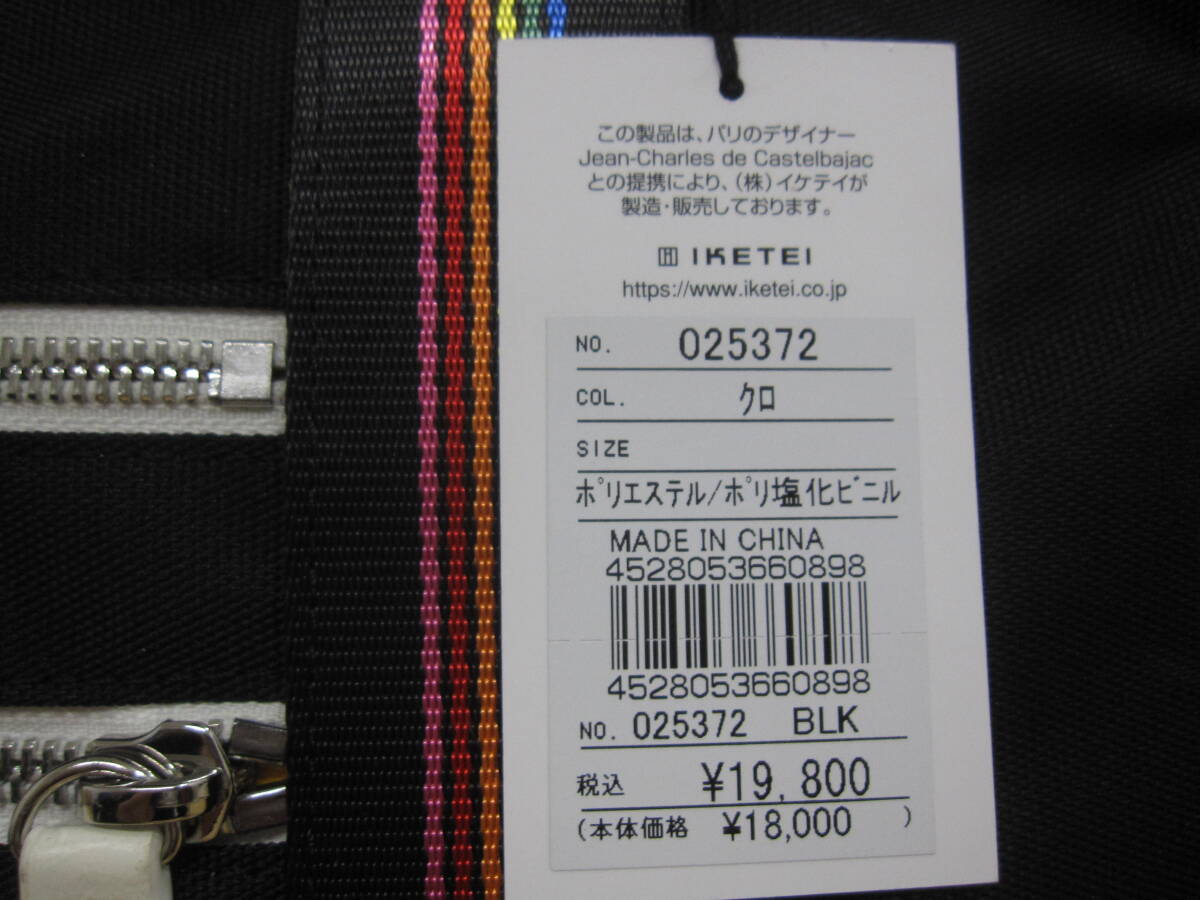 この製品は、パリのデザイナー
Jean-Charles de Castelbajac
との提携により、(株)イケテイが
製造・販売しております。
IKETEI
https://www.iketei.co.jp
NO. 025372
COL. クロ
SIZE
ポリエステル/ポリ塩化ビニル
MADE IN CHINA
4528053660898
4528053660898
NO. 025372 BLK
税込 ¥19,800
(本体価格 ¥18,000 )